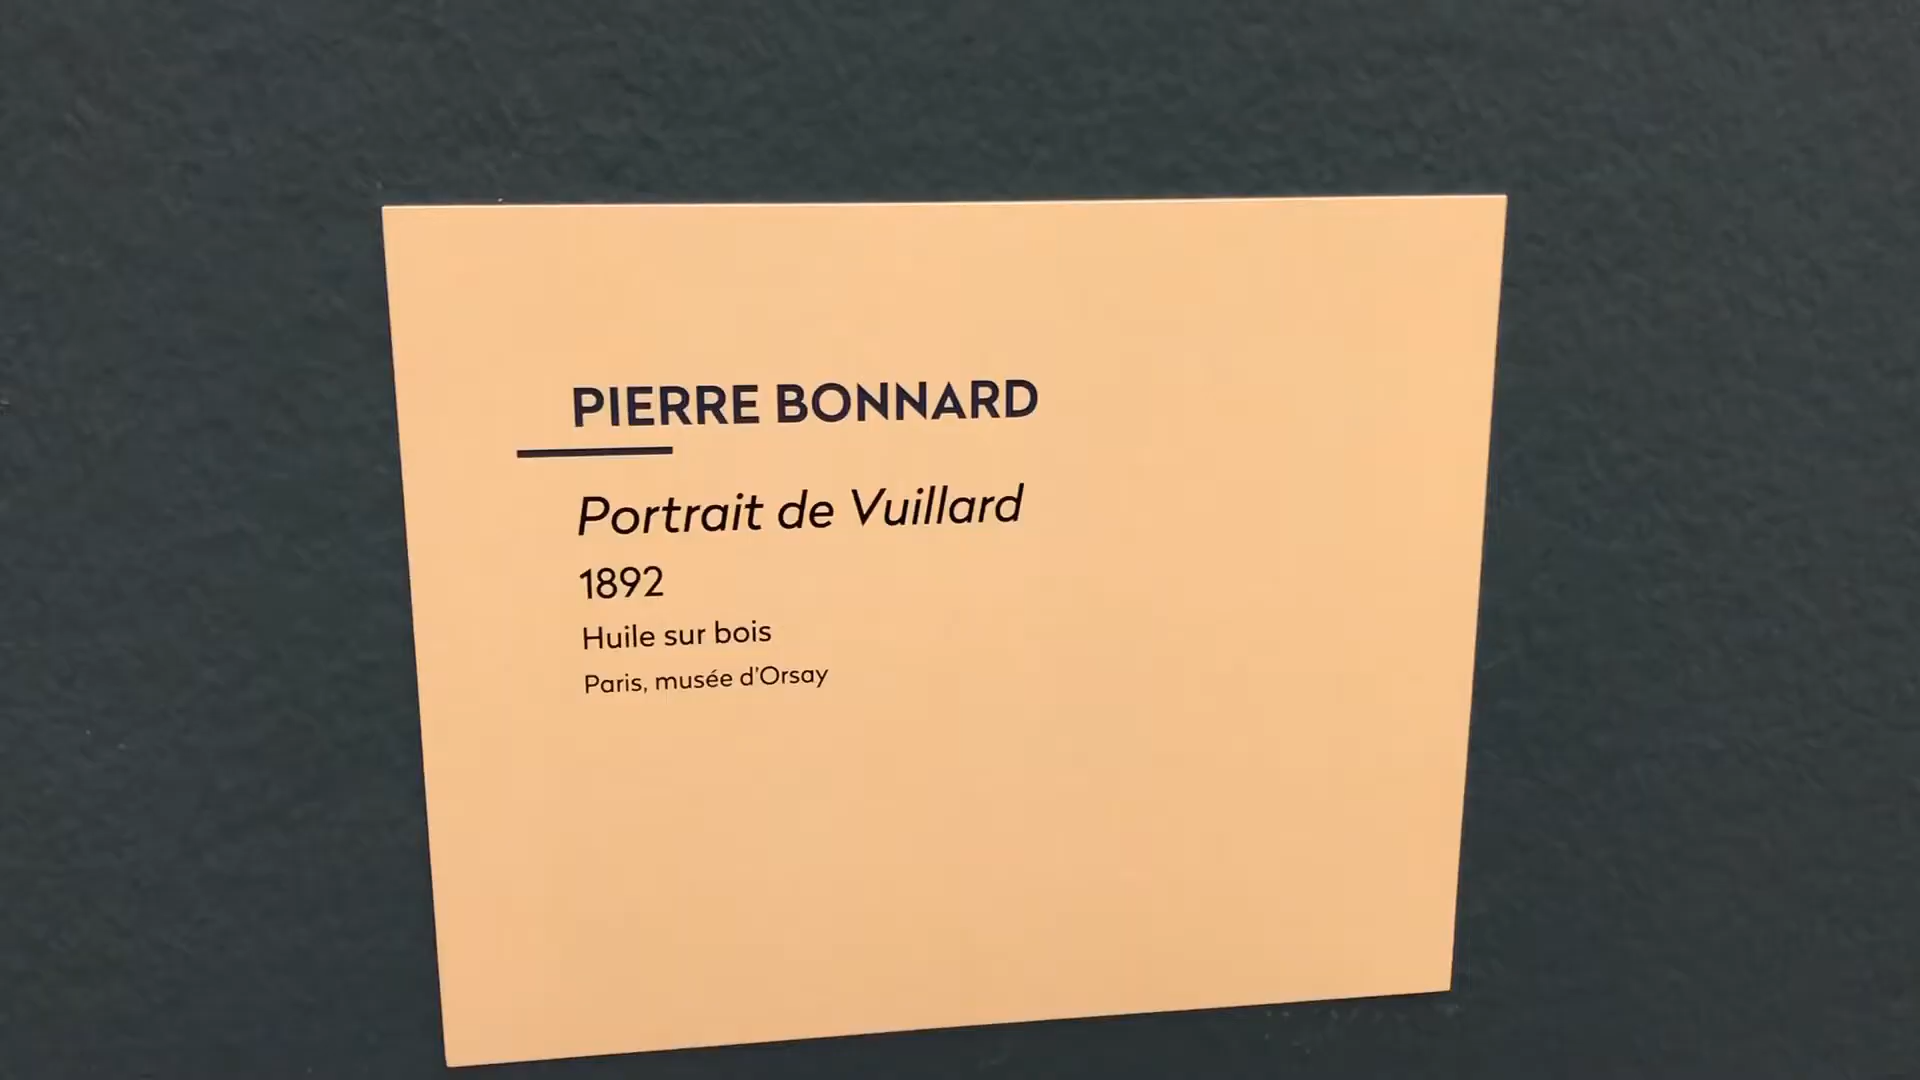 PIERRE BONNARD
Portrait de Vuillard
1892
Huile sur bois
Paris, musée d'Orsay